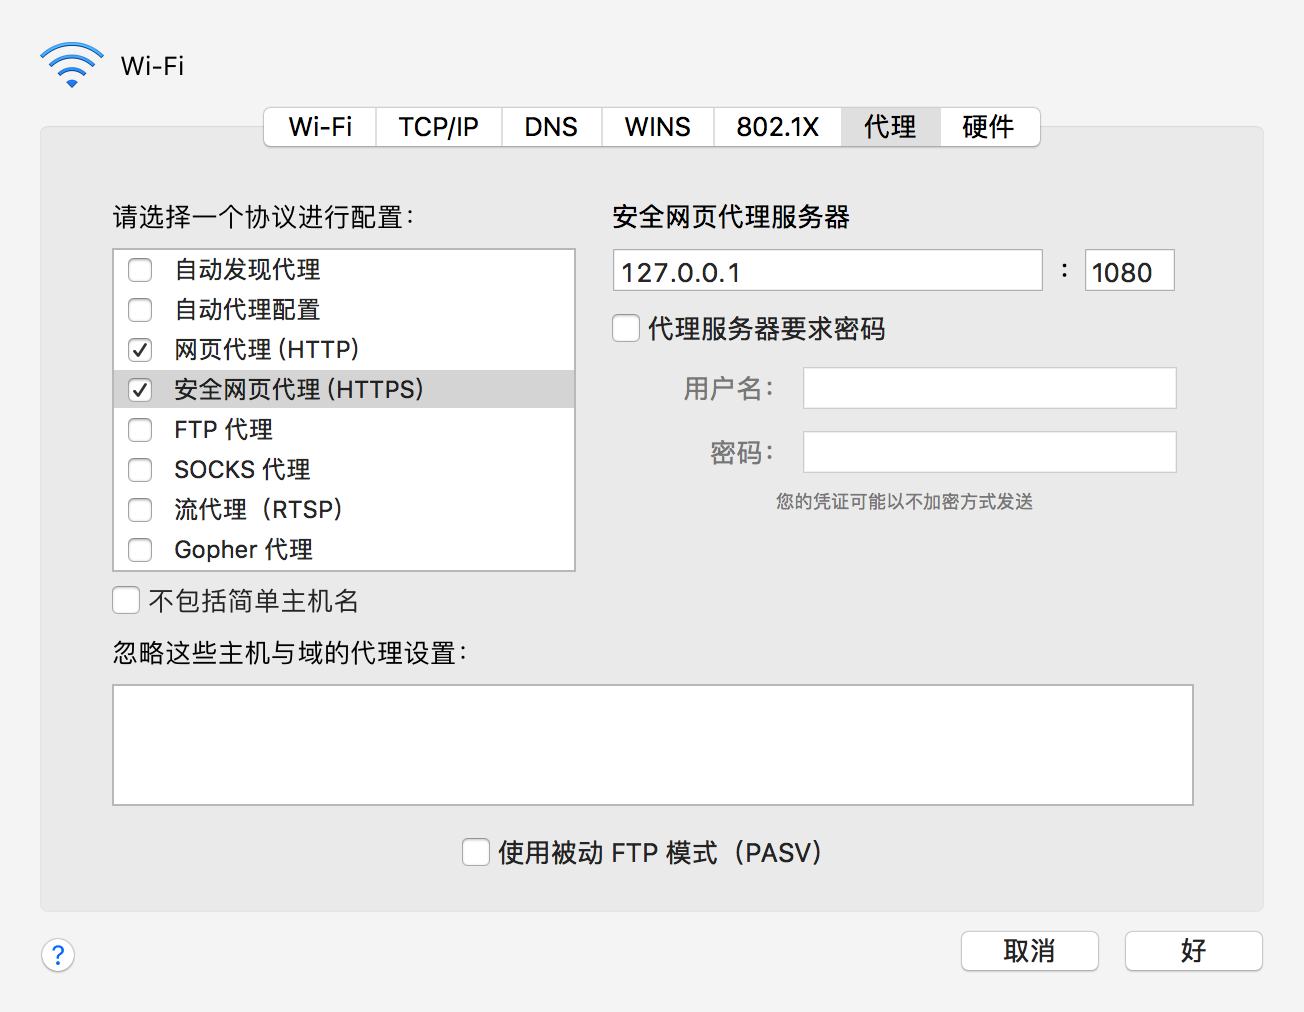 Wi-Fi
Wi-Fi TCP/IP DNS WINS 802.1X 代理 硬件
请选择一个协议进行配置：
自动发现代理
自动代理配置
网页代理 (HTTP)
安全网页代理 (HTTPS)
FTP 代理
SOCKS 代理
流代理（RTSP）
Gopher 代理
不包括简单主机名
安全网页代理服务器
127.0.0.1 : 1080
代理服务器要求密码
用户名：
密码：
您的凭证可能以不加密方式发送
忽略这些主机与域的代理设置：
使用被动 FTP 模式（PASV）
?
取消 好